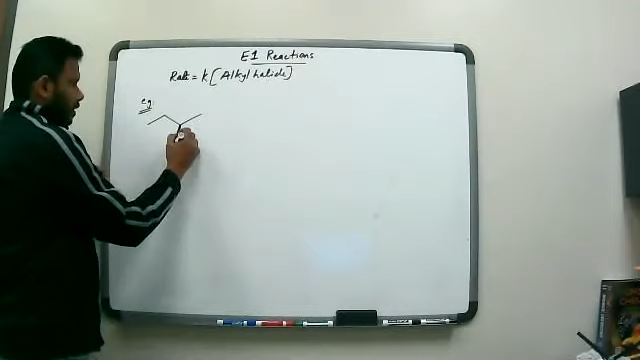 E1 Reactions
Rate = K[Alkyl halide]
eg